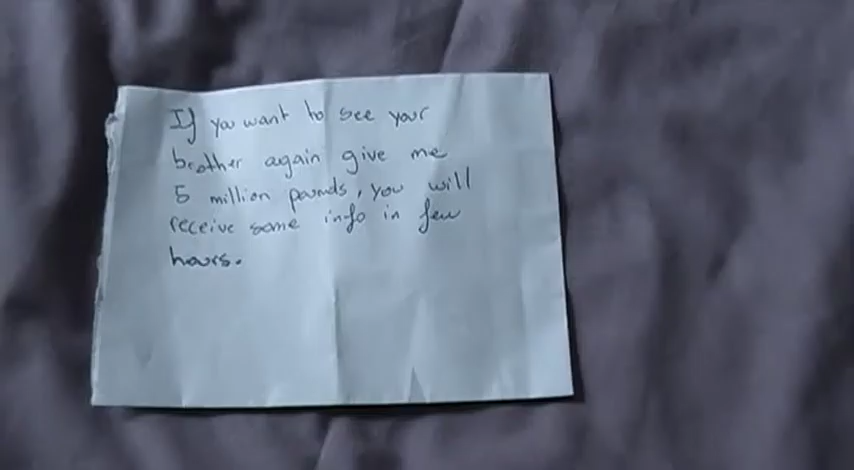 If you want to see your
brother again give me
5 million pounds, you will
receive some info in few
hours.